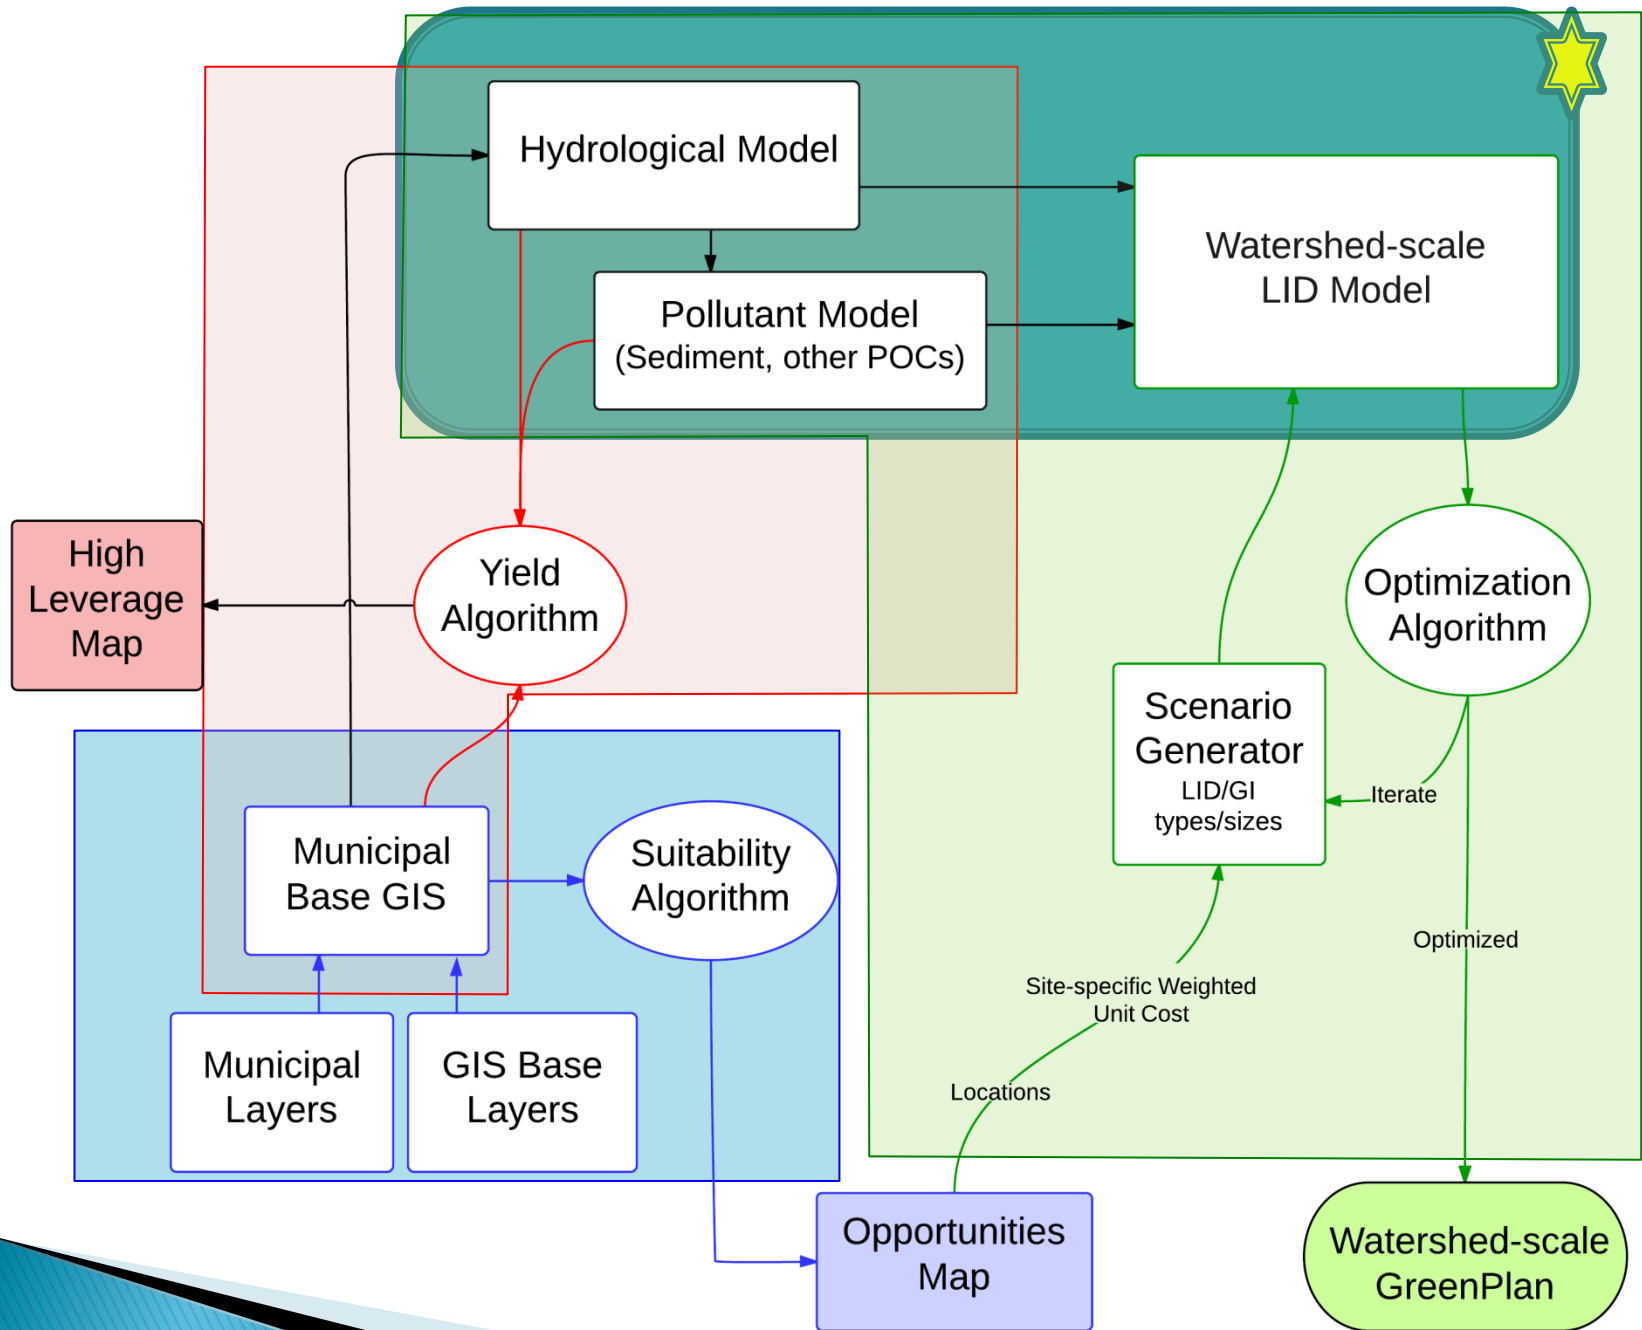 Hydrological Model
Pollutant Model
(Sediment, other POCs)
Watershed-scale
LID Model
High
Leverage
Map
Yield
Algorithm
Optimization
Algorithm
Scenario
Generator
LID/GI
types/sizes
Iterate
Municipal
Base GIS
Suitability
Algorithm
Optimized
Site-specific Weighted
Unit Cost
Municipal
Layers
GIS Base
Layers
Locations
Opportunities
Map
Watershed-scale
GreenPlan